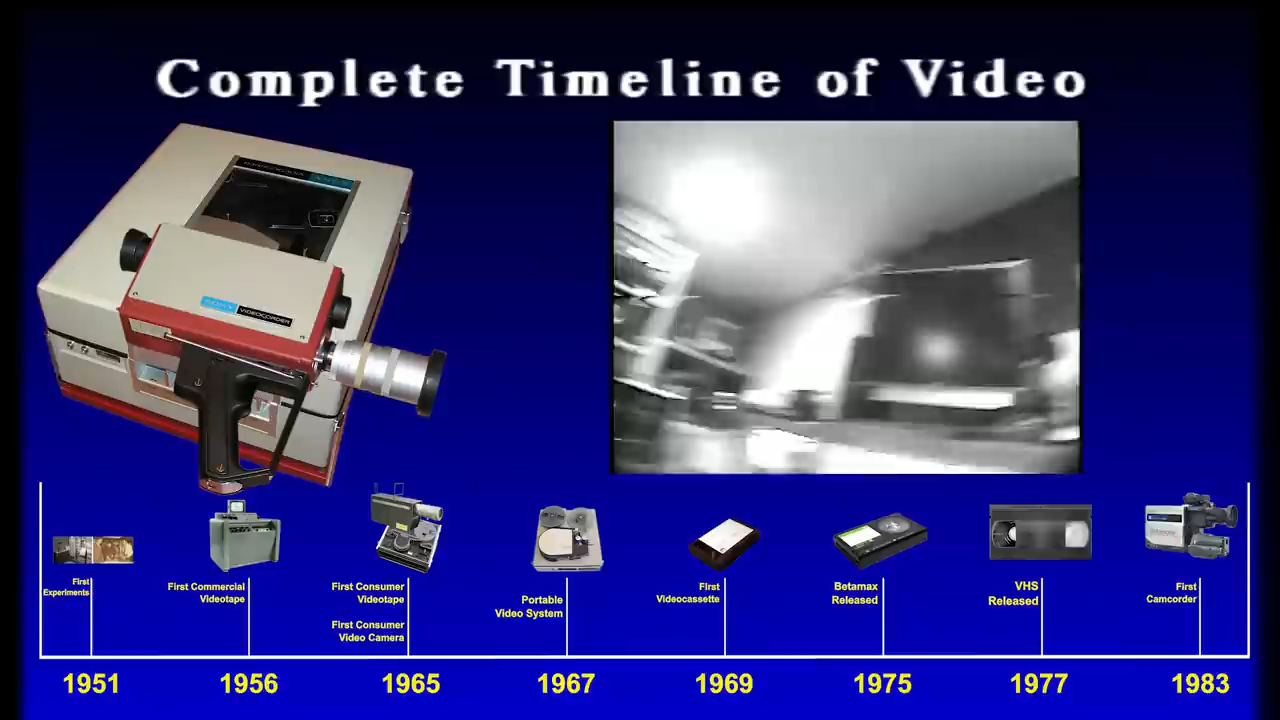 Complete Timeline of Video
SONY VIDEOCORDER
First
Experiments
First Commercial
Videotape
First Consumer
Videotape
First Consumer
Video Camera
Portable
Video System
First
Videocassette
Betamax
Released
VHS
Released
First
Camcorder
1951
1956
1965
1967
1969
1975
1977
1983